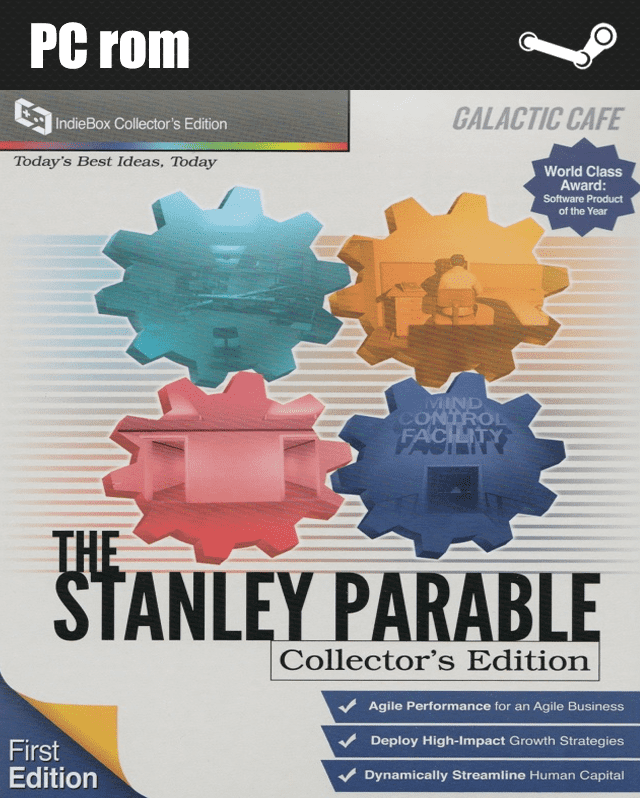 PC rom
IndieBox Collector's Edition
GALACTIC CAFE
Today's Best Ideas, Today
World Class
Award:
Software Product
of the Year
MIND
CONTROL
FACILITY
THE
STANLEY PARABLE
Collector's Edition
Agile Performance for an Agile Business
Deploy High-Impact Growth Strategies
Dynamically Streamline Human Capital
First
Edition